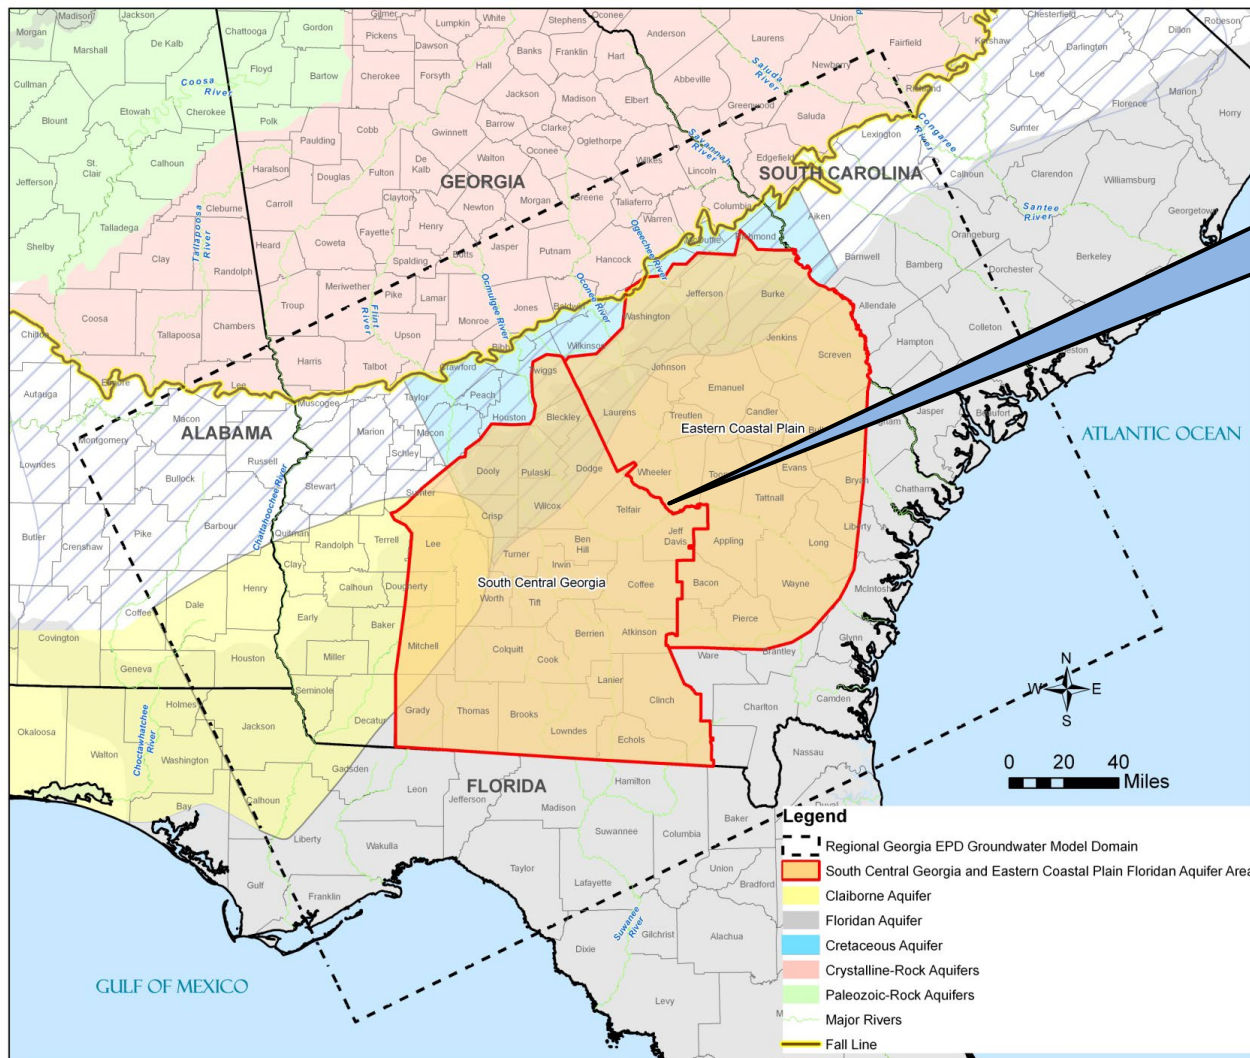 Morgan
Madison
Jackson
De Kalb
Chattooga
Gordon
Gilmer
Pickens
Lumpkin
White
Stephens
Oconee
Anderson
Union
Fairfield
Kershaw
Chesterfield
Robeson
Marshall
Dawson
Banks
Franklin
Hart
Laurens
Darlington
Dillon
Cullman
Coosa River
Floyd
Bartow
Cherokee
Forsyth
Hall
Abbeville
Saluda River
Newberry
Richland
Lee
Marion
Etowah
Cherokee
Jackson
Madison
Elbert
Greenwood
Florence
Horry
Blount
Polk
Paulding
Cobb
Gwinnett
Barrow
Clarke
Oglethorpe
Savannah River
Saluda
Lexington
Congaree River
Sumter
St. Clair
Calhoun
Haralson
Douglas
Fulton
De Kalb
Walton
Oconee
Wilkes
Lincoln
Edgefield
SOUTH CAROLINA
Calhoun
Clarendon
Williamsburg
Jefferson
Cleburne
Carroll
Clayton
GEORGIA
Newton
Morgan
Greene
Taliaferro
Columbia
Aiken
Santee River
Georgetown
Talladega
Tallapoosa River
Fayette
Henry
Warren
McDuffie
Richmond
Orangeburg
Shelby
Clay
Heard
Coweta
Spalding
Butts
Jasper
Putnam
Hancock
Ogeechee River
Barnwell
Bamberg
Dorchester
Berkeley
Randolph
Meriwether
Pike
Lamar
Ocmulgee River
Oconee River
Jefferson
Burke
Coosa
Troup
Flint River
Upson
Monroe
Jones
Baldwin
Washington
Allendale
Colleton
Chilton
Tallapoosa
Chambers
Harris
Talbot
Bibb
Wilkinson
Jenkins
Screven
Hampton
Elmore
Lee
Crawford
Twiggs
Johnson
Autauga
Muscogee
Taylor
Peach
Houston
Bleckley
Laurens
Emanuel
Treutlen
Candler
Jasper
Beaufort
Montgomery
Macon
ALABAMA
Marion
Macon
Eastern Coastal Plain
ATLANTIC OCEAN
Lowndes
Russell
Schley
Dooly
Pulaski
Dodge
Wheeler
Evans
Bullock
Stewart
Sumter
Wilcox
Telfair
Tattnall
Bryan
Chatham
Butler
Crenshaw
Pike
Barbour
Chattahoochee River
Quitman
Randolph
Terrell
Lee
Crisp
Turner
Ben Hill
Jeff Davis
Appling
Long
Liberty
Clay
Irwin
Coffee
Dale
Henry
Calhoun
Dougherty
South Central Georgia
Worth
Tift
Coffee
Bacon
Wayne
McIntosh
Covington
Early
Baker
Berrien
Atkinson
Pierce
Geneva
Houston
Miller
Mitchell
Colquitt
Cook
Ware
Brantley
Glynn
Seminole
Lanier
Clinch
Holmes
Jackson
Decatur
Grady
Thomas
Brooks
Lowndes
Echols
Charlton
Camden
Okaloosa
Walton
Choctawhatchee River
Washington
Gadsden
Leon
Jefferson
FLORIDA
Hamilton
Nassau
Bay
Calhoun
Liberty
Wakulla
Madison
Suwannee
Columbia
Baker
Gulf
Franklin
Taylor
Lafayette
Union
Bradford
Suwanee River
Dixie
Gilchrist
Alachua
Levy
GULF OF MEXICO
N
W E
S
0 20 40
Miles
Legend
Regional Georgia EPD Groundwater Model Domain
South Central Georgia and Eastern Coastal Plain Floridan Aquifer Area
Claiborne Aquifer
Floridan Aquifer
Cretaceous Aquifer
Crystalline-Rock Aquifers
Paleozoic-Rock Aquifers
Major Rivers
Fall Line